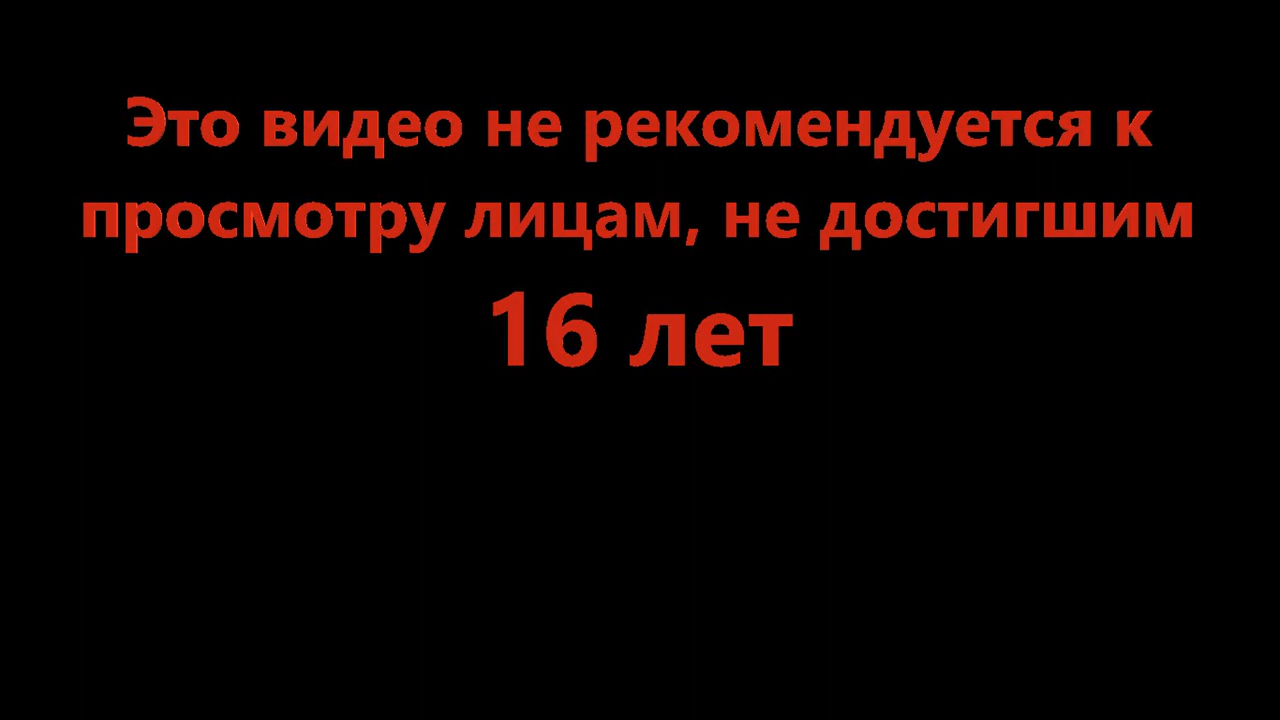 Это видео не рекомендуется к
просмотру лицам, не достигшим
16 лет